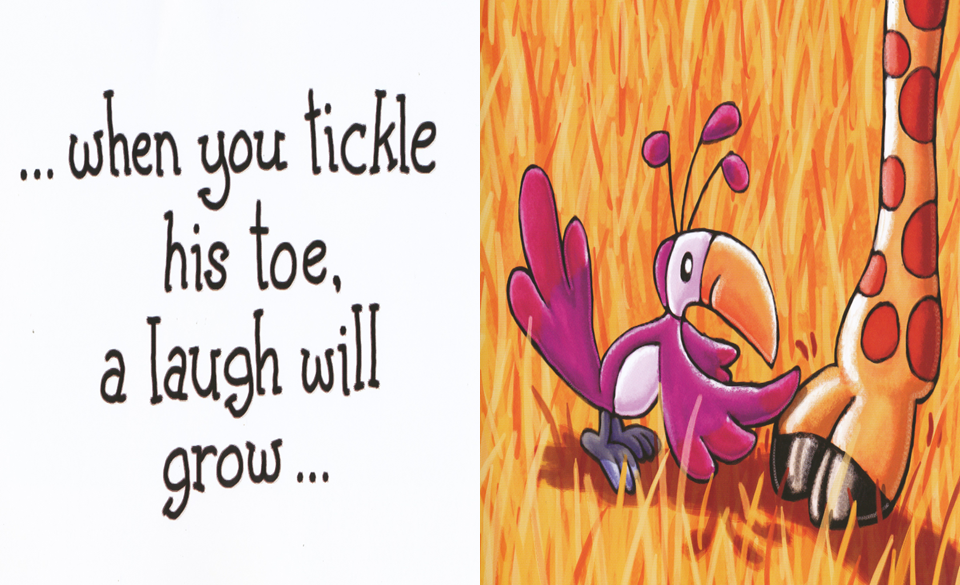 ...when you tickle
his toe,
a laugh will
grow...